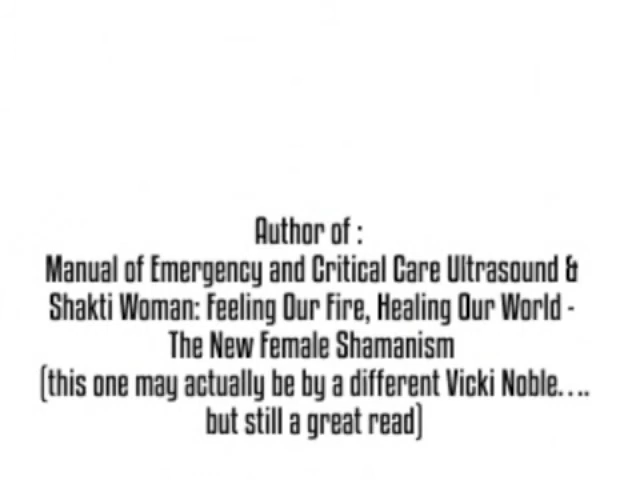 Author of :
Manual of Emergency and Critical Care Ultrasound &
Shakti Woman: Feeling Our Fire, Healing Our World -
The New Female Shamanism
(this one may actually be by a different Vicki Noble....
but still a great read)